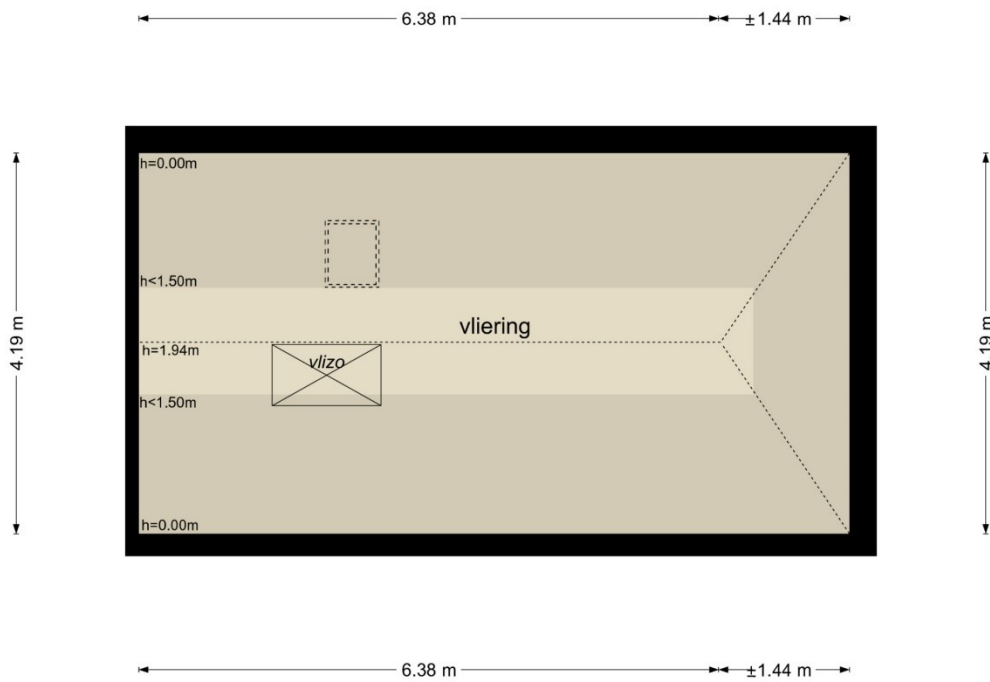 6.38 m
±1.44 m
h=0.00m
h<1.50m
vliering
h=1.94m
vlizo
h<1.50m
h=0.00m
4.19 m
4.19 m
6.38 m
±1.44 m